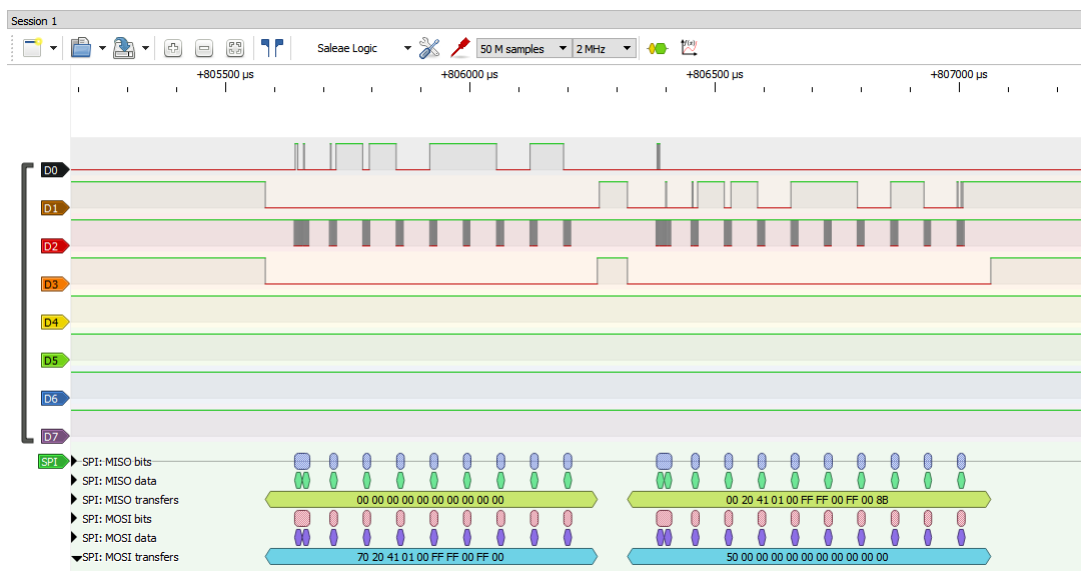 Session 1
Saleae Logic 50 M samples 2 MHz
+805500 µs +806000 µs +806500 µs +807000 µs
D0
D1
D2
D3
D4
D5
D6
D7
SPI SPI: MISO bits
SPI: MISO data
SPI: MISO transfers 00 00 00 00 00 00 00 00 00 00 00 20 41 01 00 FF FF 00 FF 00 8B
SPI: MOSI bits
SPI: MOSI data
SPI: MOSI transfers 70 20 41 01 00 FF FF 00 FF 00 50 00 00 00 00 00 00 00 00 00 00